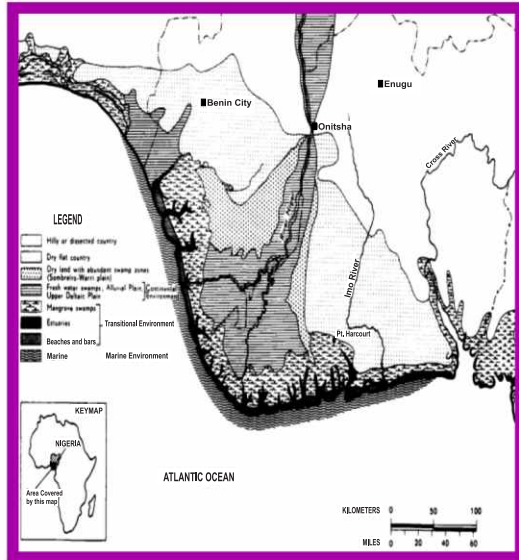 Benin City
Enugu
Onitsha
Cross River
Imo River
Pt. Harcourt
LEGEND
Hills or dissected country
Dry flat country
Dry land with abundant swamp zones
(Sombreiro-Warri plain)
Fresh water swamps, Alluvial Plain, Continental
Upper Deltaic Plain Environment
Mangrove swamps
Estuaries Transitional Environment
Beaches and bars
Marine Marine Environment
KEYMAP
NIGERIA
Area Covered
by this map
ATLANTIC OCEAN
KILOMETERS 0 50 100
MILES 0 20 40 60